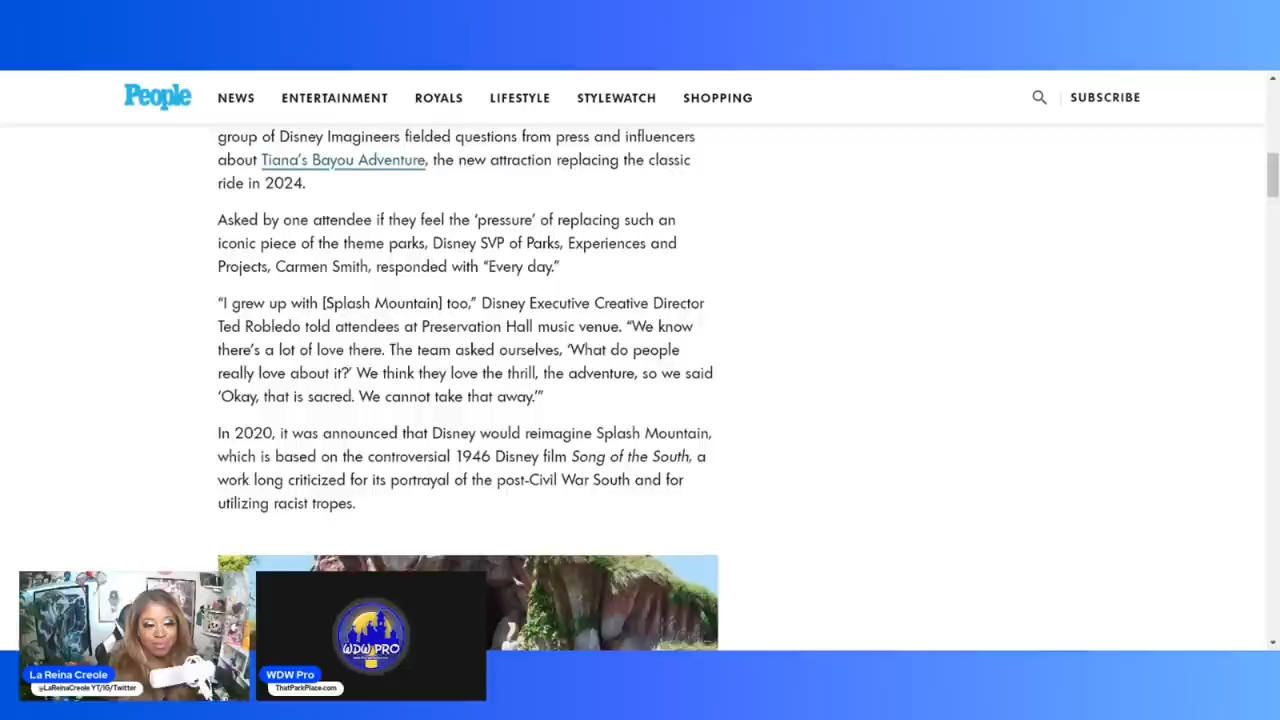 People
NEWS ENTERTAINMENT ROYALS LIFESTYLE STYLEWATCH SHOPPING SUBSCRIBE
group of Disney Imagineers fielded questions from press and influencers
about Tiana's Bayou Adventure, the new attraction replacing the classic
ride in 2024.
Asked by one attendee if they feel the 'pressure' of replacing such an
iconic piece of the theme parks, Disney SVP of Parks, Experiences and
Projects, Carmen Smith, responded with “Every day.”
“I grew up with [Splash Mountain] too,” Disney Executive Creative Director
Ted Robledo told attendees at Preservation Hall music venue. “We know
there's a lot of love there. The team asked ourselves, 'What do people
really love about it?' We think they love the thrill, the adventure, so we said
'Okay, that is sacred. We cannot take that away.'”
In 2020, it was announced that Disney would reimagine Splash Mountain,
which is based on the controversial 1946 Disney film Song of the South, a
work long criticized for its portrayal of the post-Civil War South and for
utilizing racist tropes.
WDW PRO
La Reina Creole
@LaReinaCreole YT/IG/Twitter
WDW Pro
ThatParkPlace.com